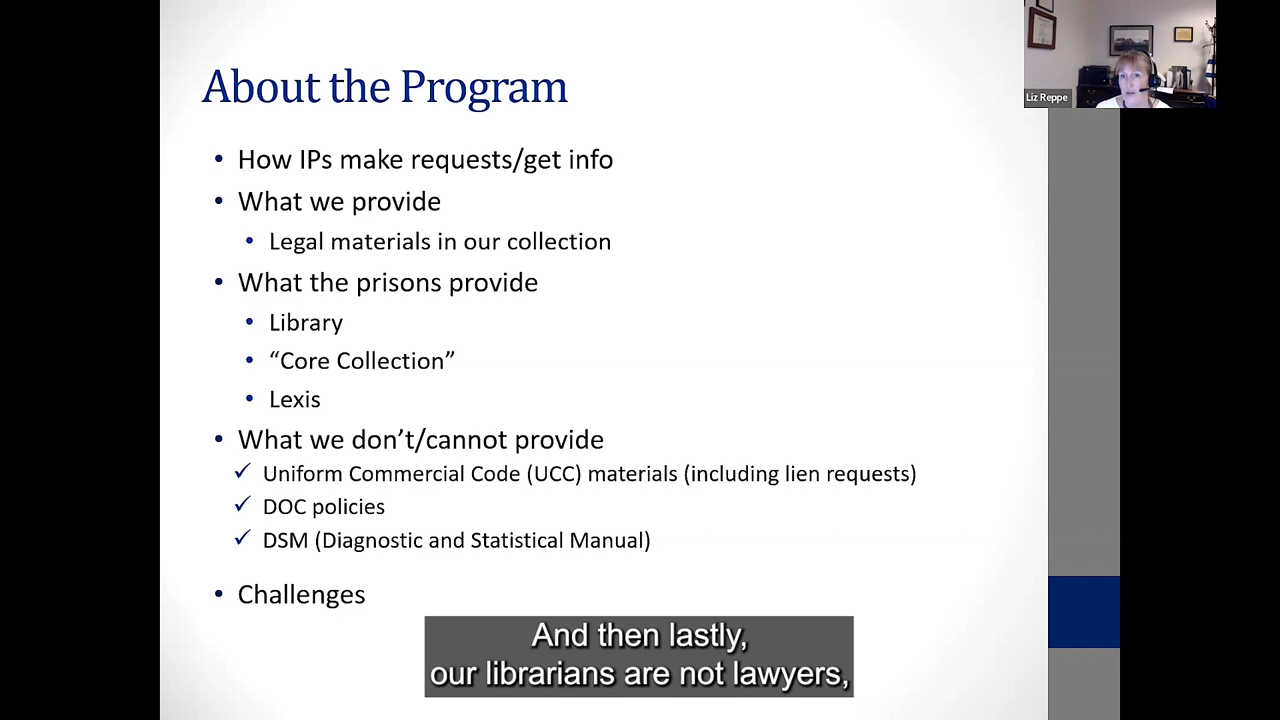 Liz Reppe
About the Program
• How IPs make requests/get info
• What we provide
• Legal materials in our collection
• What the prisons provide
• Library
• “Core Collection”
• Lexis
• What we don’t/cannot provide
✓ Uniform Commercial Code (UCC) materials (including lien requests)
✓ DOC policies
✓ DSM (Diagnostic and Statistical Manual)
• Challenges
And then lastly,
our librarians are not lawyers,